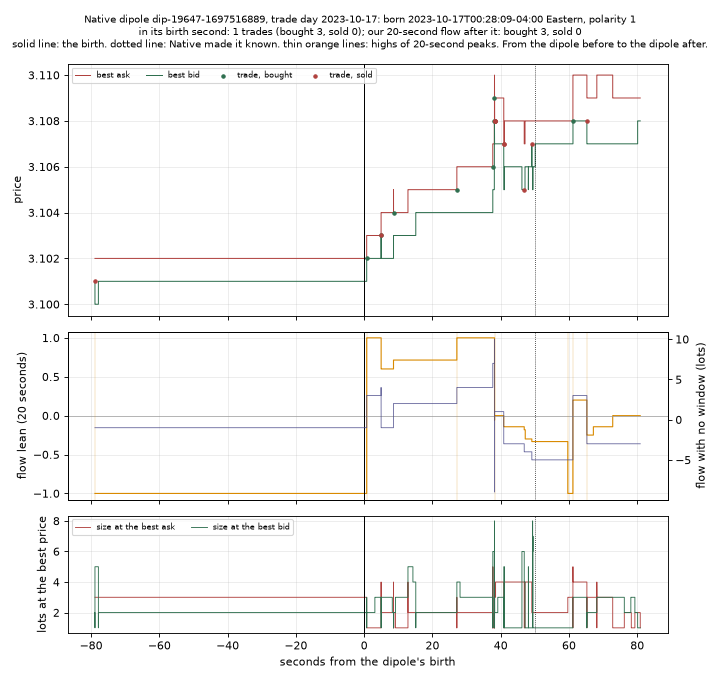 Native dipole dip-19647-1697516889, trade day 2023-10-17: born 2023-10-17T00:28:09-04:00 Eastern, polarity 1
in its birth second: 1 trades (bought 3, sold 0); our 20-second flow after it: bought 3, sold 0
solid line: the birth. dotted line: Native made it known. thin orange lines: highs of 20-second peaks. From the dipole before to the dipole after.
best ask
best bid
trade, bought
trade, sold
3.110
3.108
3.106
3.104
3.102
3.100
price
1.0
0.5
0.0
−0.5
−1.0
flow lean (20 seconds)
10
5
0
−5
flow with no window (lots)
size at the best ask
size at the best bid
8
6
4
2
lots at the best price
−80
−60
−40
−20
0
20
40
60
80
seconds from the dipole's birth